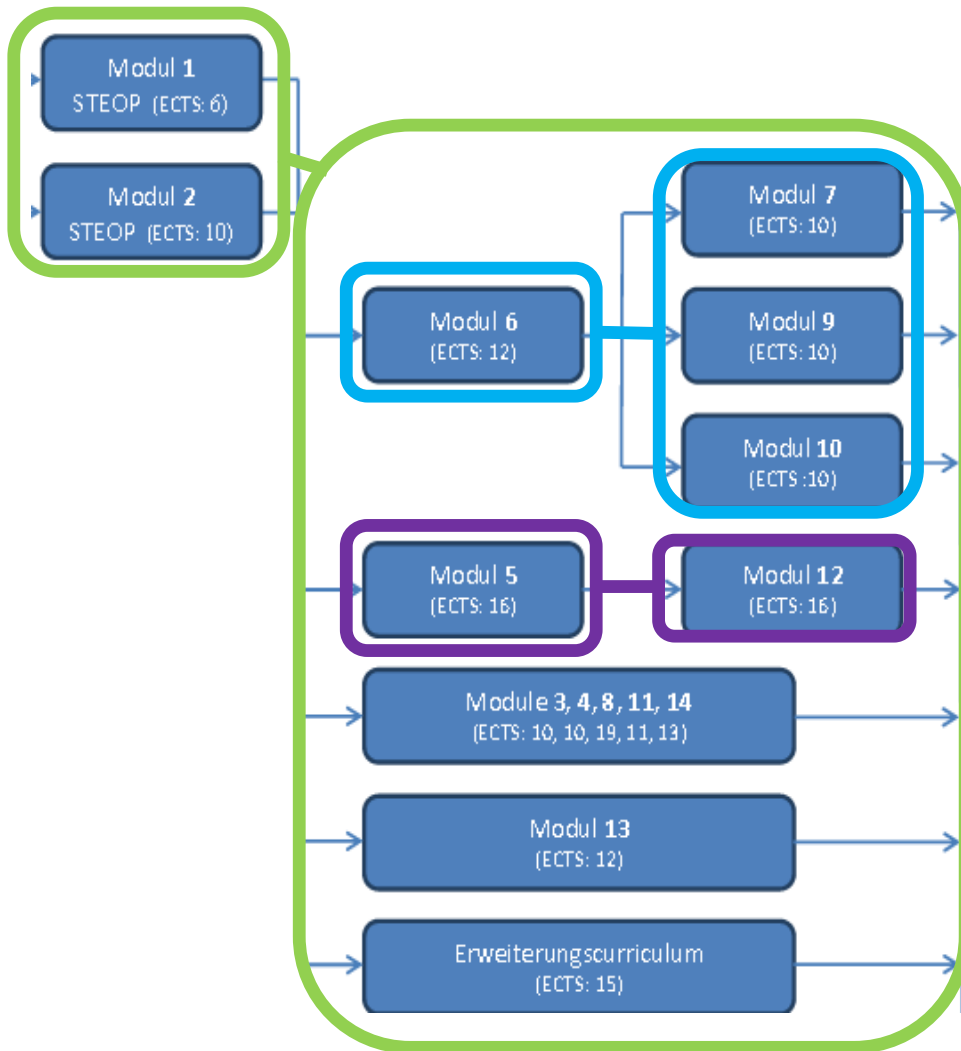 Modul 1
STEOP (ECTS: 6)
Modul 2
STEOP (ECTS: 10)
Modul 6
(ECTS: 12)
Modul 7
(ECTS: 10)
Modul 9
(ECTS: 10)
Modul 10
(ECTS :10)
Modul 5
(ECTS: 16)
Modul 12
(ECTS: 16)
Module 3, 4, 8, 11, 14
(ECTS: 10, 10, 19, 11, 13)
Modul 13
(ECTS: 12)
Erweiterungscurriculum
(ECTS: 15)